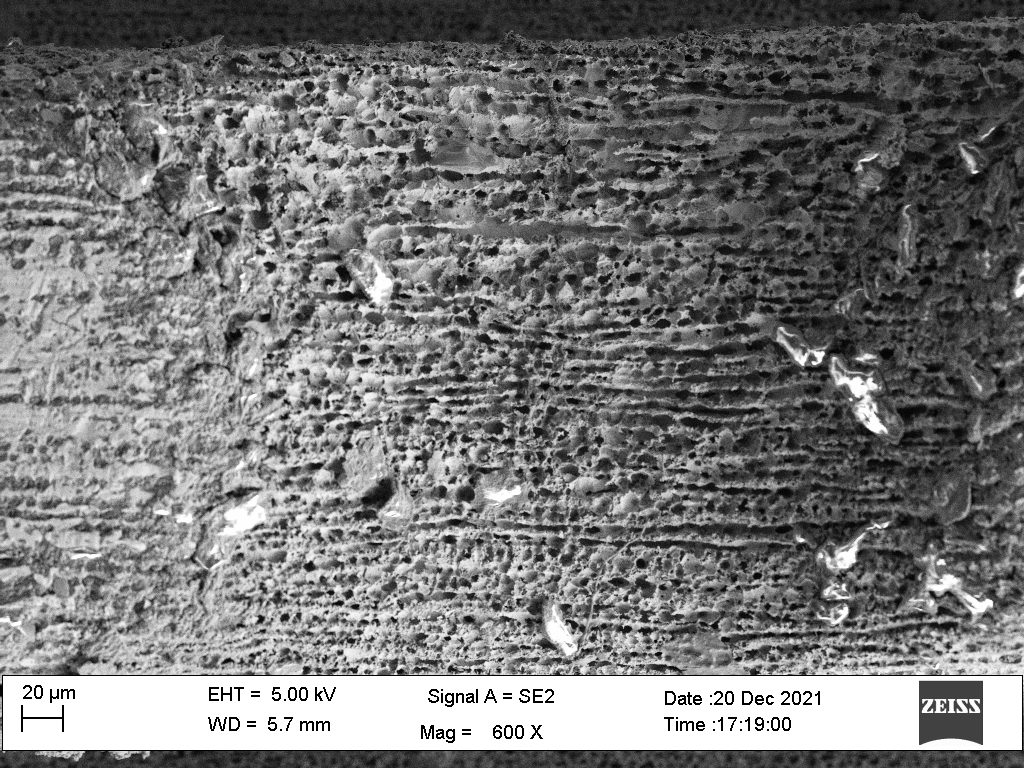 20 µm
EHT = 5.00 kV
Signal A = SE2
Date :20 Dec 2021
WD = 5.7 mm
Mag = 600 X
Time :17:19:00
ZEISS